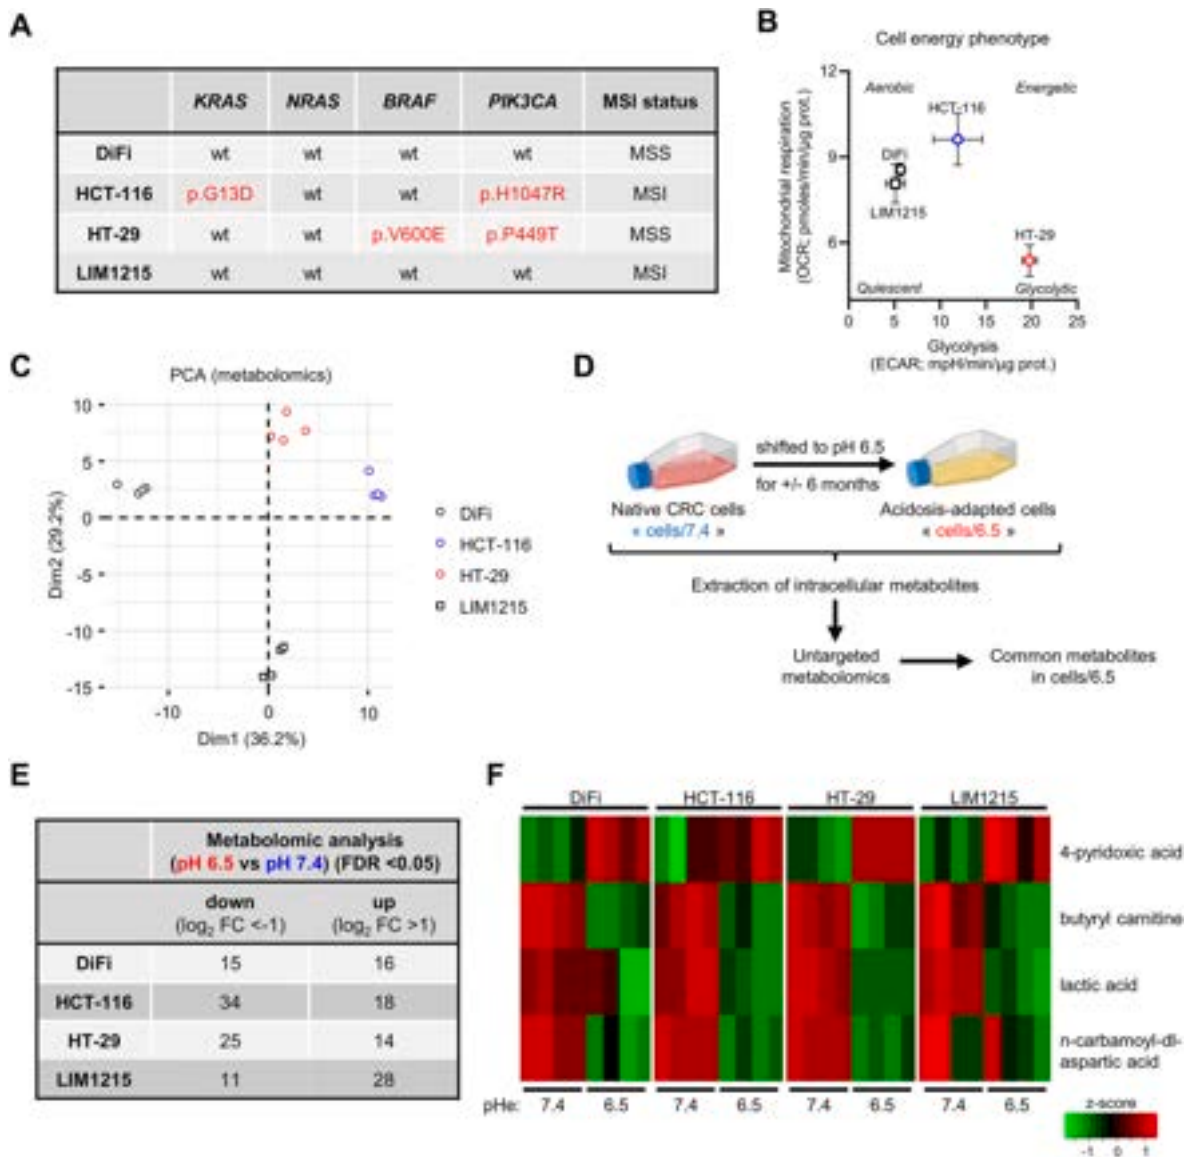 A
KRAS NRAS BRAF PIK3CA MSI status
DiFi wt wt wt wt MSS
HCT-116 p.G13D wt wt p.H1047R MSI
HT-29 wt wt p.V600E p.P449T MSS
LIM1215 wt wt wt wt MSI
B
Cell energy phenotype
Mitochondrial respiration
(OCR; pmoles/min/µg prot.)
12
9
6
Aerobic
Energetic
HCT-116
DiFi
LIM1215
HT-29
Quiescent
Glycolytic
0 5 10 15 20 25
Glycolysis
(ECAR; mpH/min/µg prot.)
C
PCA (metabolomics)
Dim2 (29.2%)
10
5
0
-5
-10
-15
-10 0 10
Dim1 (36.2%)
DiFi
HCT-116
HT-29
LIM1215
D
shifted to pH 6.5
for +/- 6 months
Native CRC cells
« cells/7.4 »
Acidosis-adapted cells
« cells/6.5 »
Extraction of intracellular metabolites
Untargeted
metabolomics
Common metabolites
in cells/6.5
E
Metabolomic analysis
(pH 6.5 vs pH 7.4) (FDR <0.05)
down up
(log2 FC <-1) (log2 FC >1)
DiFi 15 16
HCT-116 34 18
HT-29 25 14
LIM1215 11 28
F
DiFi HCT-116 HT-29 LIM1215
4-pyridoxic acid
butyryl carnitine
lactic acid
n-carbamoyl-dl-
aspartic acid
pHe: 7.4 6.5 7.4 6.5 7.4 6.5 7.4 6.5
z-score
-1 0 1